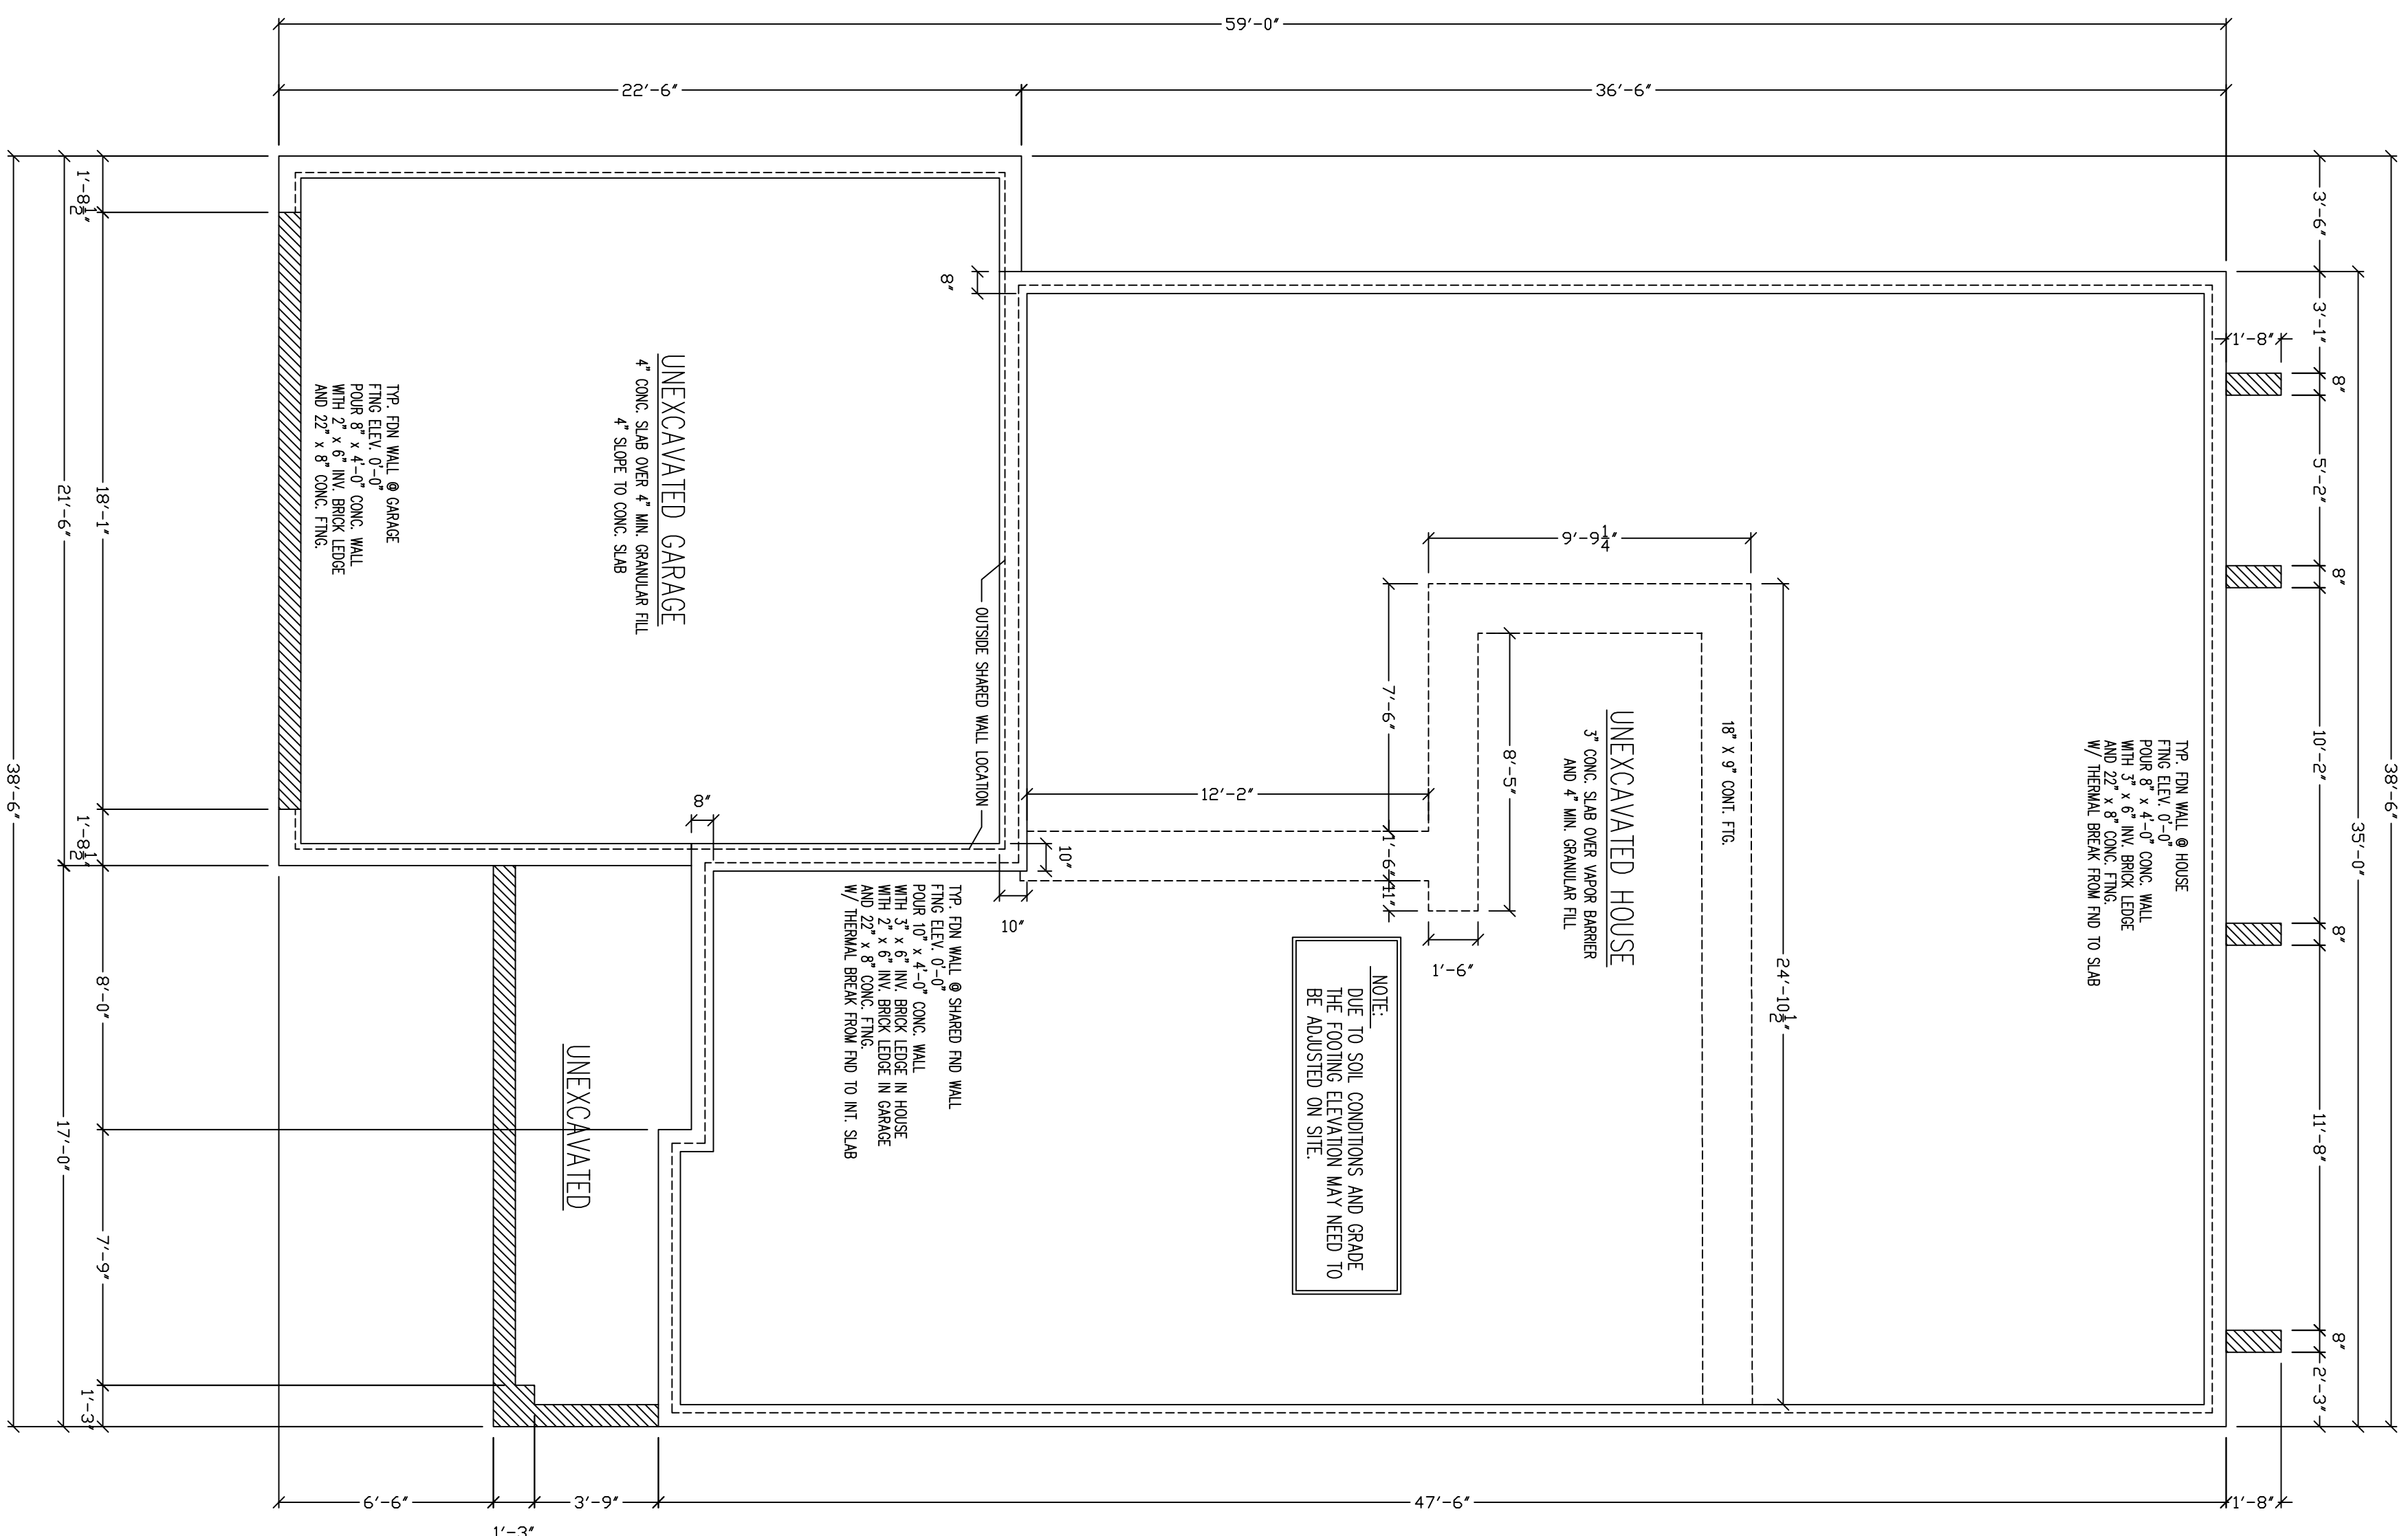 59'-0"
22'-6"
36'-6"
38'-6"
21'-6"
17'-0"
1'-8½"
18'-1"
1'-8½"
8'-0"
7'-9"
1'-3"
TYP. FDN WALL @ GARAGE
FTNG ELEV. 0'-0"
POUR 8" x 4'-0" CONC. WALL
WITH 2" x 6" INV. BRICK LEDGE
AND 22" x 8" CONC. FTNG.
UNEXCAVATED GARAGE
4" CONC. SLAB OVER 4" MIN. GRANULAR FILL
4" SLOPE TO CONC. SLAB
8"
OUTSIDE SHARED WALL LOCATION
8"
10"
10"
UNEXCAVATED
TYP. FDN WALL @ SHARED FND WALL
FTNG ELEV. 0'-0"
POUR 10" x 4'-0" CONC. WALL
WITH 3" x 6" INV. BRICK LEDGE IN HOUSE
WITH 2" x 6" INV. BRICK LEDGE IN GARAGE
AND 22" x 8" CONC. FTNG.
W/ THERMAL BREAK FROM FND TO INT. SLAB
12'-2"
7'-6"
1'-6"
11"
9'-9¼"
8'-5"
1'-6"
24'-10½"
UNEXCAVATED HOUSE
3" CONC. SLAB OVER VAPOR BARRIER
AND 4" MIN. GRANULAR FILL
18" X 9" CONT. FTG.
NOTE:
DUE TO SOIL CONDITIONS AND GRADE
THE FOOTING ELEVATION MAY NEED TO
BE ADJUSTED ON SITE.
TYP. FDN WALL @ HOUSE
FTNG ELEV. 0'-0"
POUR 8" x 4'-0" CONC. WALL
WITH 3" x 6" INV. BRICK LEDGE
AND 22" x 8" CONC. FTNG.
W/ THERMAL BREAK FROM FND TO SLAB
3'-6"
3'-1"
1'-8"
8"
5'-2"
8"
10'-2"
8"
11'-8"
8"
2'-3"
35'-0"
38'-6"
6'-6"
1'-3"
3'-9"
47'-6"
1'-8"